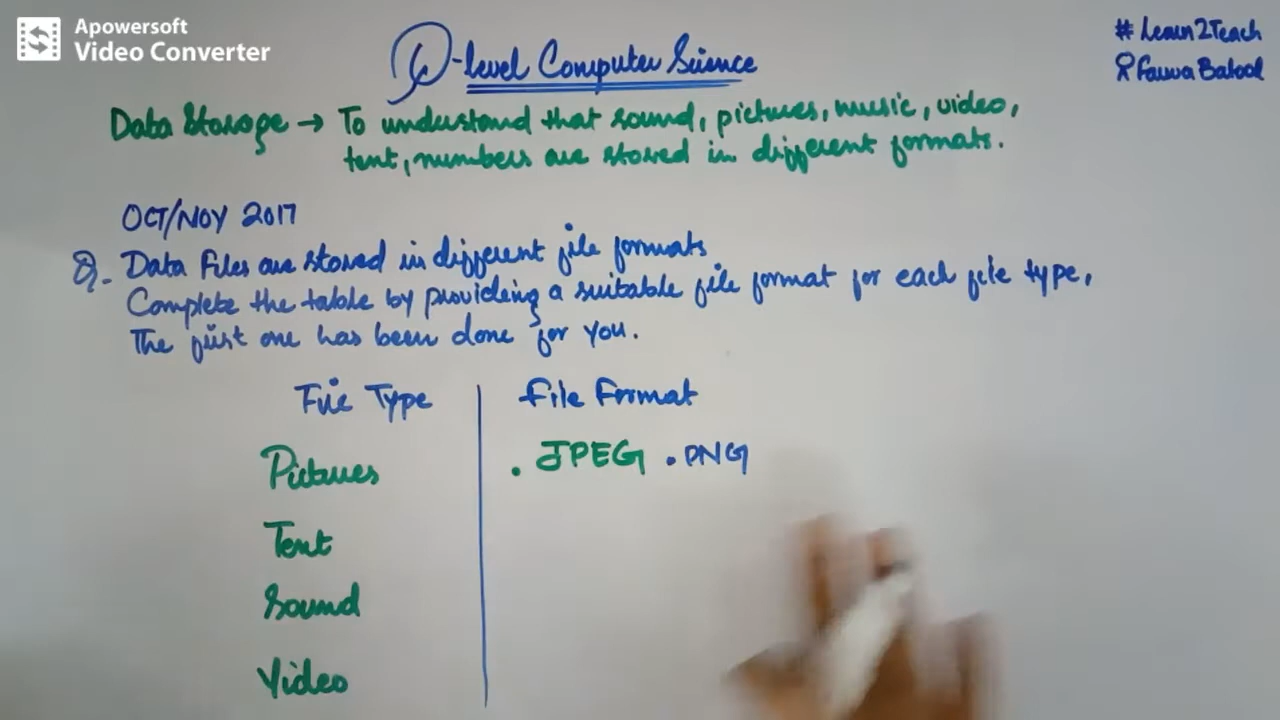 Apowersoft
Video Converter
# Learn2Teach
O-level Computer Science
Farwa Batool
Data Storage → To understand that sound, pictures, music, video,
text, numbers are stored in different formats.
OCT/NOV 2017
Q. Data Files are stored in different file formats
Complete the table by providing a suitable file format for each file type,
The first one has been done for you.
File Type File Format
Pictures .JPEG .PNG
Text
Sound
Video